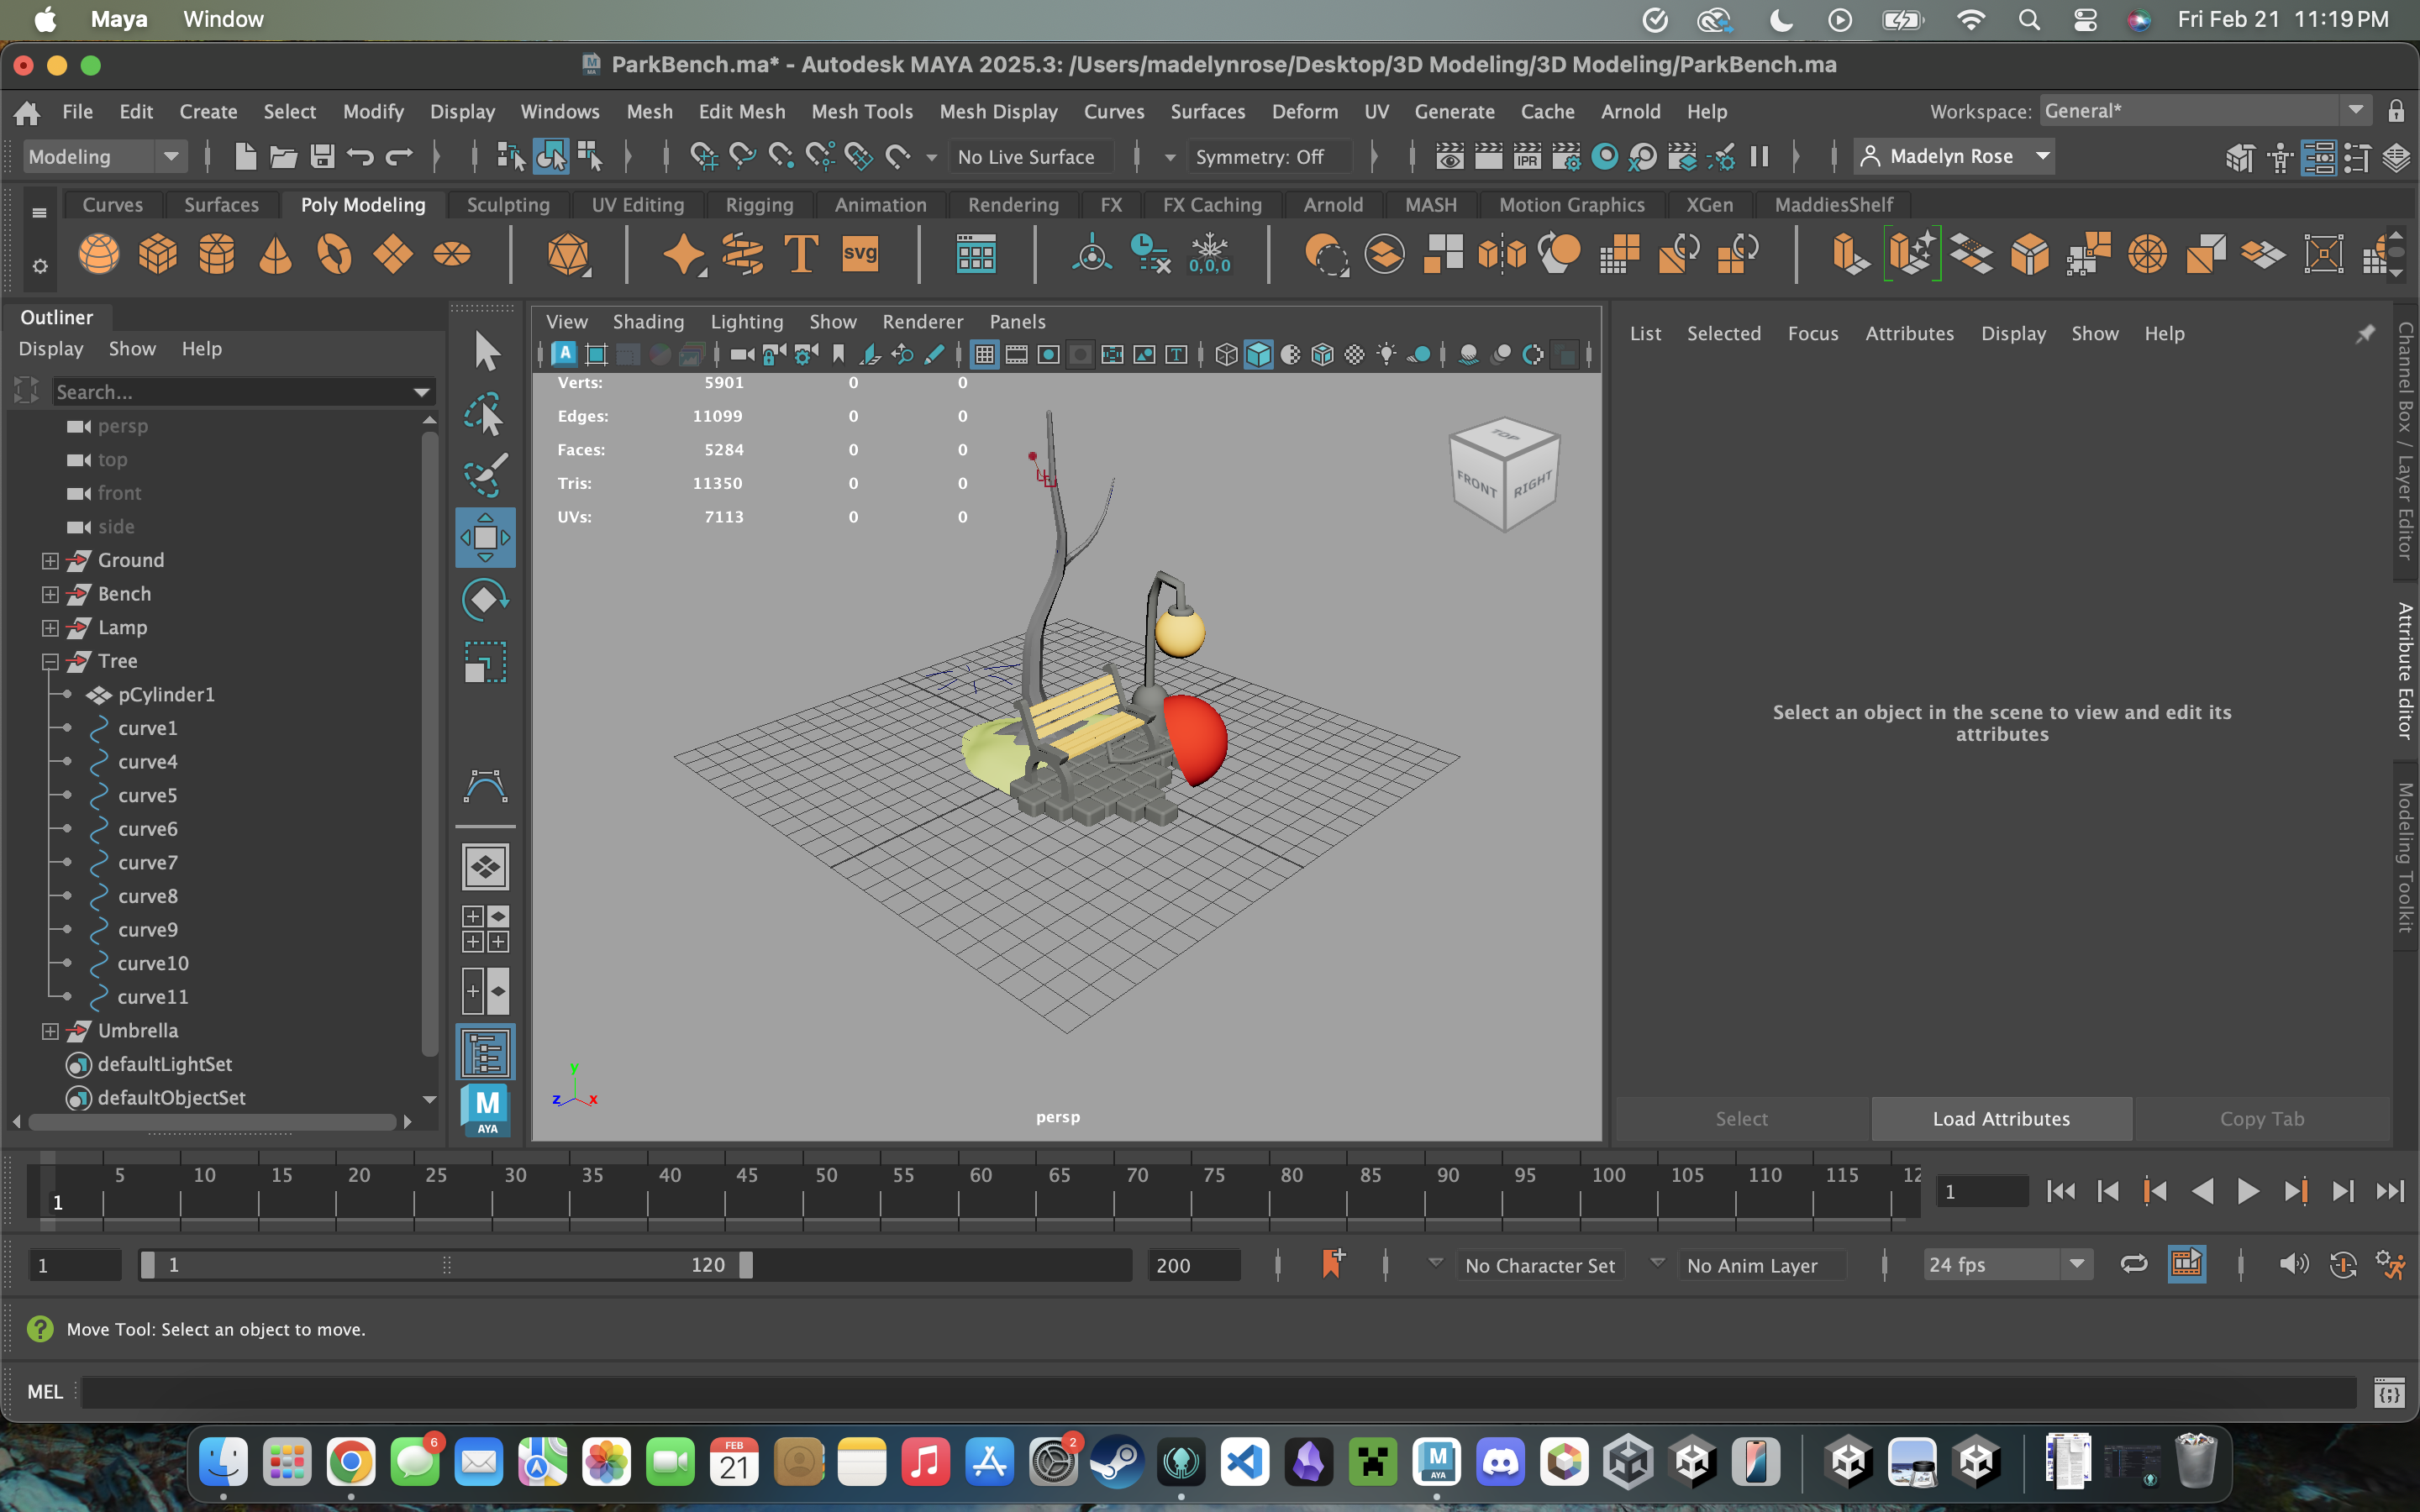 Maya Window Fri Feb 21 11:19 PM
ParkBench.ma* - Autodesk MAYA 2025.3: /Users/madelynrose/Desktop/3D Modeling/3D Modeling/ParkBench.ma
File Edit Create Select Modify Display Windows Mesh Edit Mesh Mesh Tools Mesh Display Curves Surfaces Deform UV Generate Cache Arnold Help Workspace: General*
Modeling No Live Surface Symmetry: Off IPR Madelyn Rose
Curves Surfaces Poly Modeling Sculpting UV Editing Rigging Animation Rendering FX FX Caching Arnold MASH Motion Graphics XGen MaddiesShelf
T svg 0,0,0
Outliner
Display Show Help
Search...
persp
top
front
side
Ground
Bench
Lamp
Tree
pCylinder1
curve1
curve4
curve5
curve6
curve7
curve8
curve9
curve10
curve11
Umbrella
defaultLightSet
defaultObjectSet
M
AYA
View Shading Lighting Show Renderer Panels
A T
Verts: 5901 0 0
Edges: 11099 0 0
Faces: 5284 0 0
Tris: 11350 0 0
UVs: 7113 0 0
TOP
FRONT RIGHT
y
z x
persp
List Selected Focus Attributes Display Show Help
Select an object in the scene to view and edit its
attributes
Select Load Attributes Copy Tab
Channel Box / Layer Editor
Attribute Editor
Modeling Toolkit
5 10 15 20 25 30 35 40 45 50 55 60 65 70 75 80 85 90 95 100 105 110 115 12
1 1
1 1 120 200 No Character Set No Anim Layer 24 fps
? Move Tool: Select an object to move.
MEL
6 FEB 21 2 M AYA